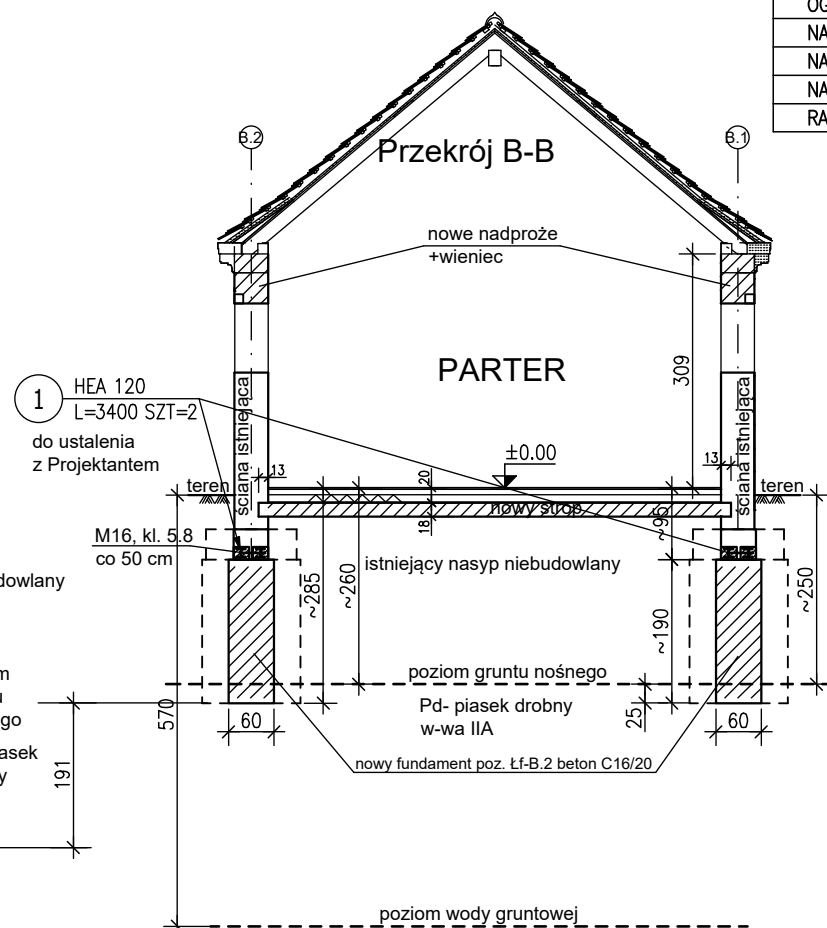 OG
NA
NA
NA
RA
B.2
B.1
Przekrój B-B
nowe nadproże
+wieniec
309
PARTER
1
HEA 120
L=3400 SZT=2
do ustalenia
z Projektantem
ściana istniejąca
ściana istniejąca
±0.00
13
20
13
teren
teren
nowy strop
18
~95
M16, kl. 5.8
co 50 cm
istniejący nasyp niebudowlany
dowlany
~285
~260
~190
~250
poziom gruntu nośnego
m
u
go
Pd- piasek drobny
w-wa IIA
25
570
60
60
asek
y
191
nowy fundament poz. Łf-B.2 beton C16/20
poziom wody gruntowej